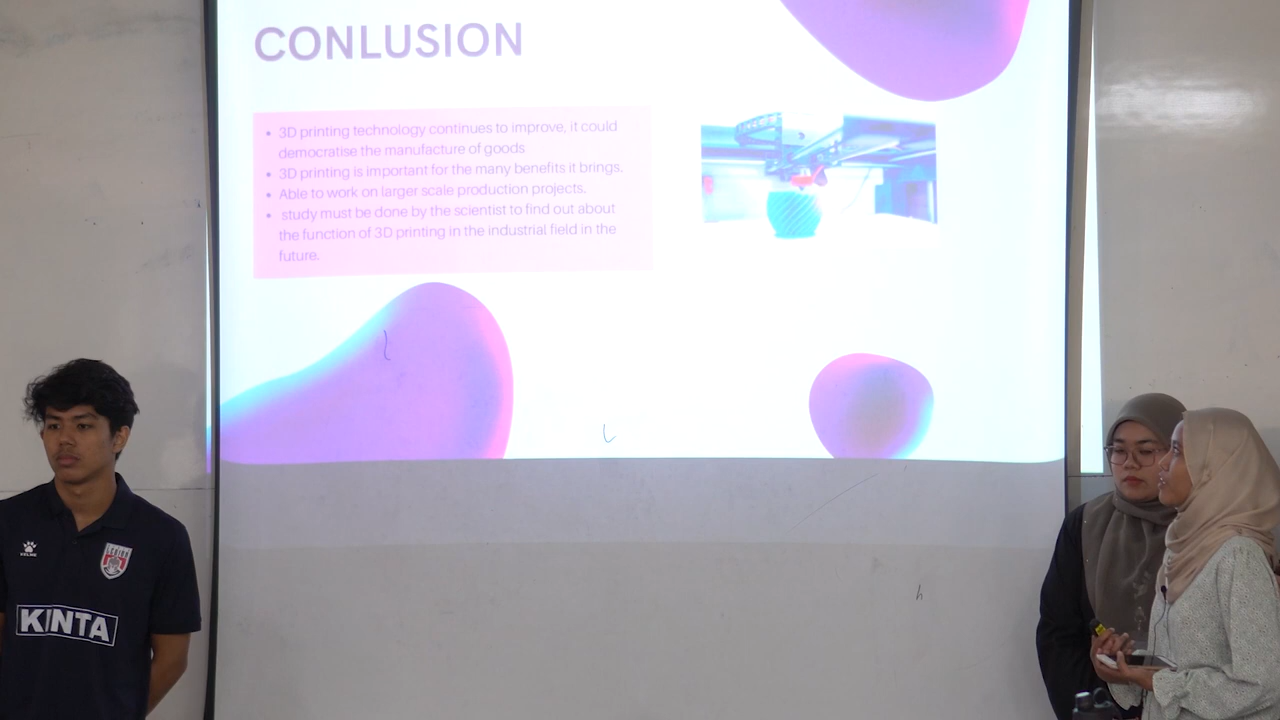 CONLUSION
• 3D printing technology continues to improve, it could
democratise the manufacture of goods
• 3D printing is important for the many benefits it brings.
• Able to work on larger scale production projects.
• study must be done by the scientist to find out about
the function of 3D printing in the industrial field in the
future.
KELME
KINTA